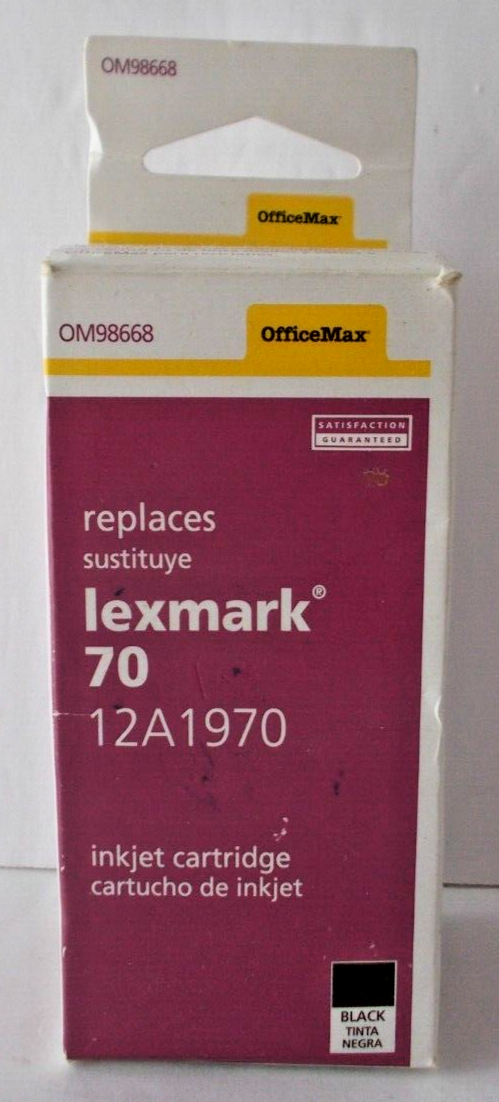 OM98668
OfficeMax
OM98668
OfficeMax
SATISFACTION
GUARANTEED
replaces
sustituye
lexmark®
70
12A1970
inkjet cartridge
cartucho de inkjet
BLACK
TINTA
NEGRA